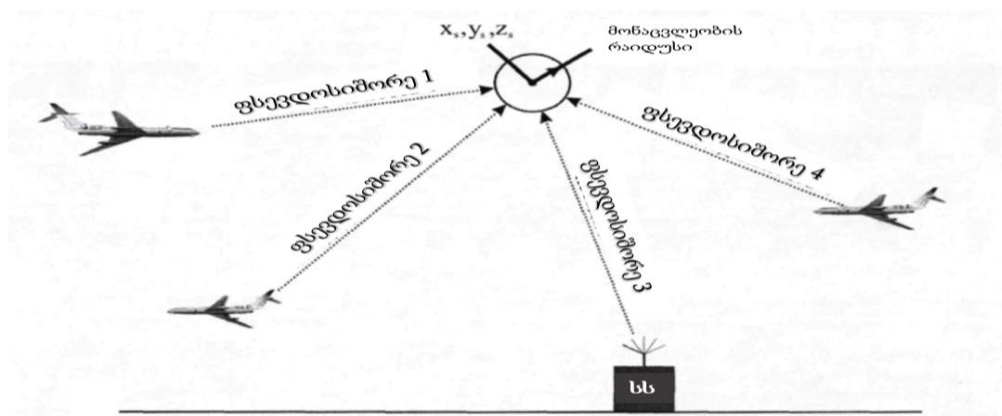 xₛ,yₛ,zₛ
მონაცვლეობის
რაიდუსი
ფსევდოსიშორე 1
ფსევდოსიშორე 2
ფსევდოსიშორე 3
ფსევდოსიშორე 4
სს